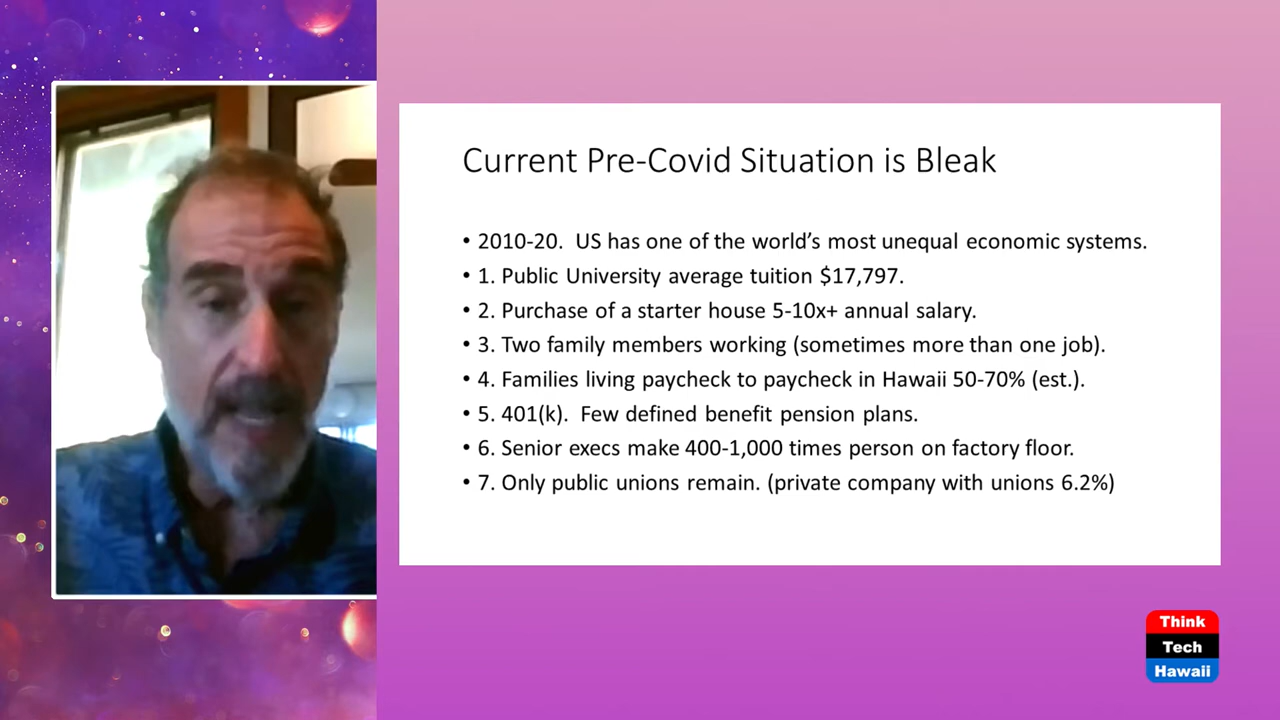 Current Pre-Covid Situation is Bleak
• 2010-20. US has one of the world’s most unequal economic systems.
• 1. Public University average tuition $17,797.
• 2. Purchase of a starter house 5-10x+ annual salary.
• 3. Two family members working (sometimes more than one job).
• 4. Families living paycheck to paycheck in Hawaii 50-70% (est.).
• 5. 401(k). Few defined benefit pension plans.
• 6. Senior execs make 400-1,000 times person on factory floor.
• 7. Only public unions remain. (private company with unions 6.2%)
Think
Tech
Hawaii